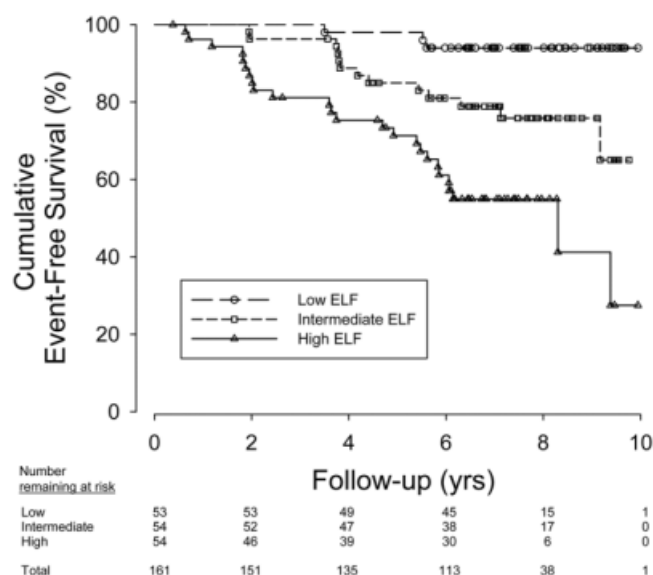 100
80
60
40
20
0
Cumulative
Event-Free Survival (%)
Low ELF
Intermediate ELF
High ELF
0 2 4 6 8 10
Follow-up (yrs)
Number
remaining at risk
Low 53 53 49 45 15 1
Intermediate 54 52 47 38 17 0
High 54 46 39 30 6 0
Total 161 151 135 113 38 1